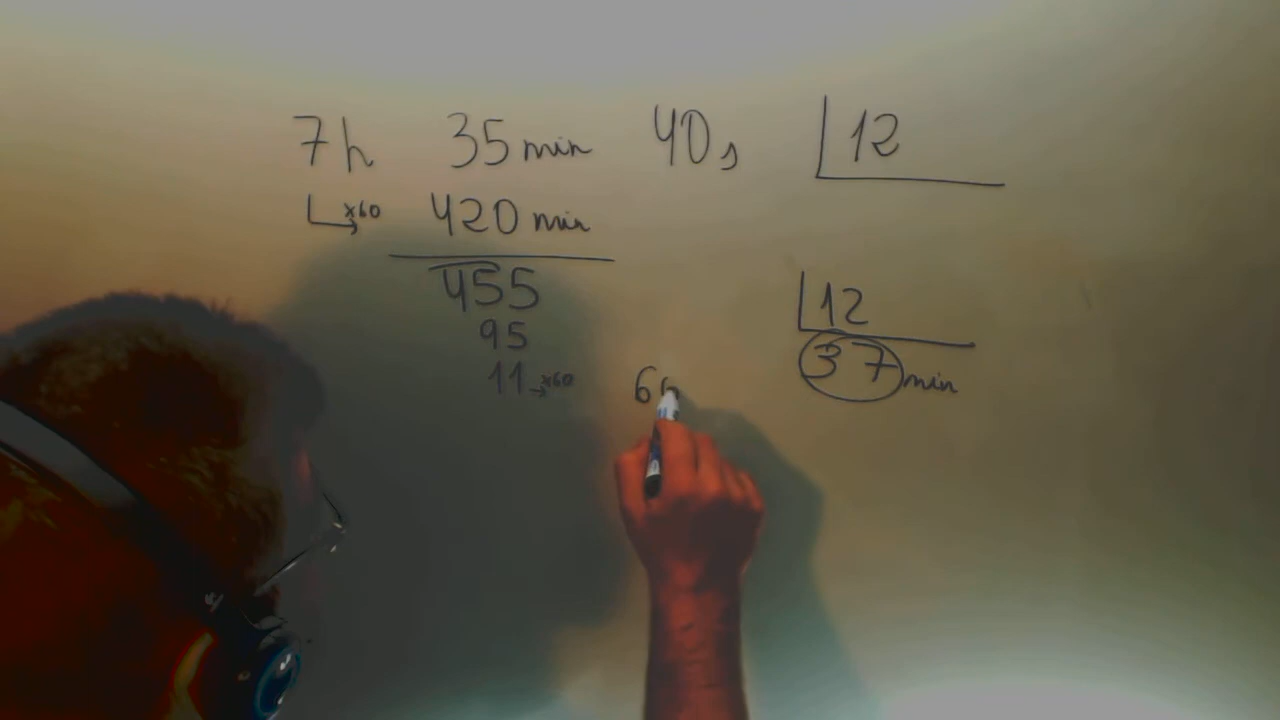 7h 35 min 40s 12
x60 420 min
455 12
95 37 min
11 x60 66